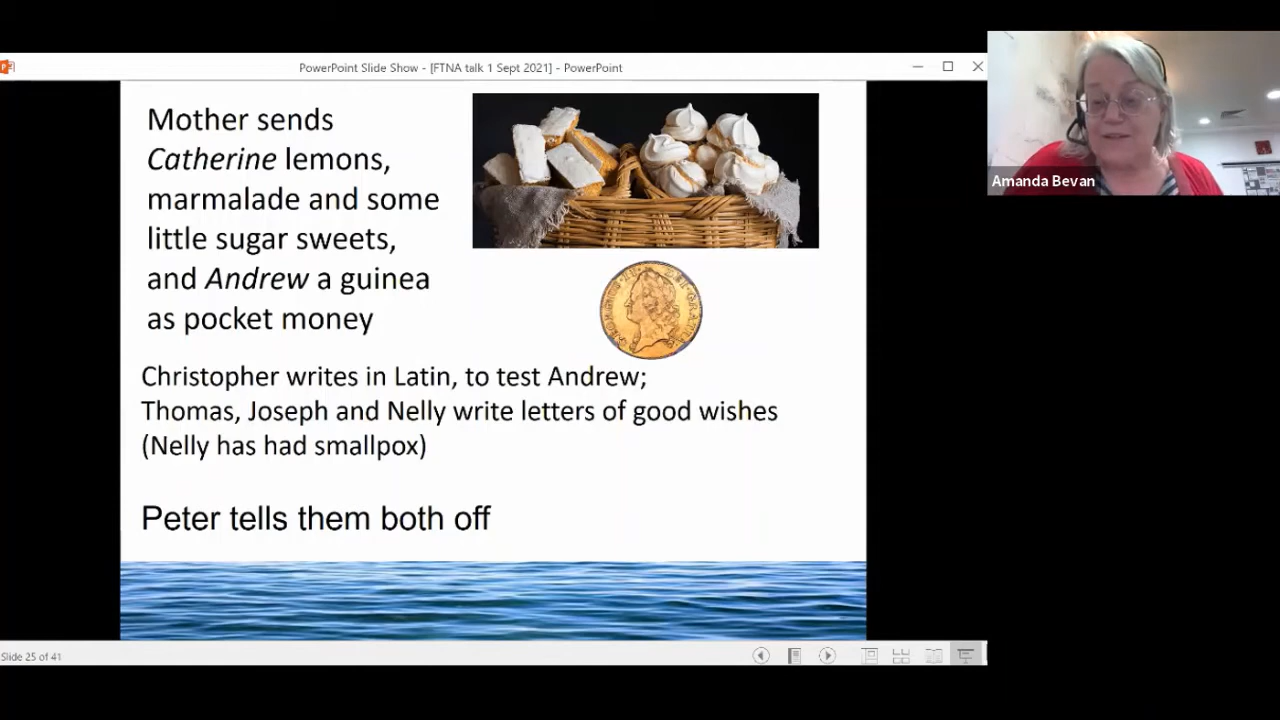 PowerPoint Slide Show - [FTNA talk 1 Sept 2021] - PowerPoint
Mother sends
Catherine lemons,
marmalade and some
little sugar sweets,
and Andrew a guinea
as pocket money
Christopher writes in Latin, to test Andrew;
Thomas, Joseph and Nelly write letters of good wishes
(Nelly has had smallpox)
Peter tells them both off
Amanda Bevan
Slide 25 of 41